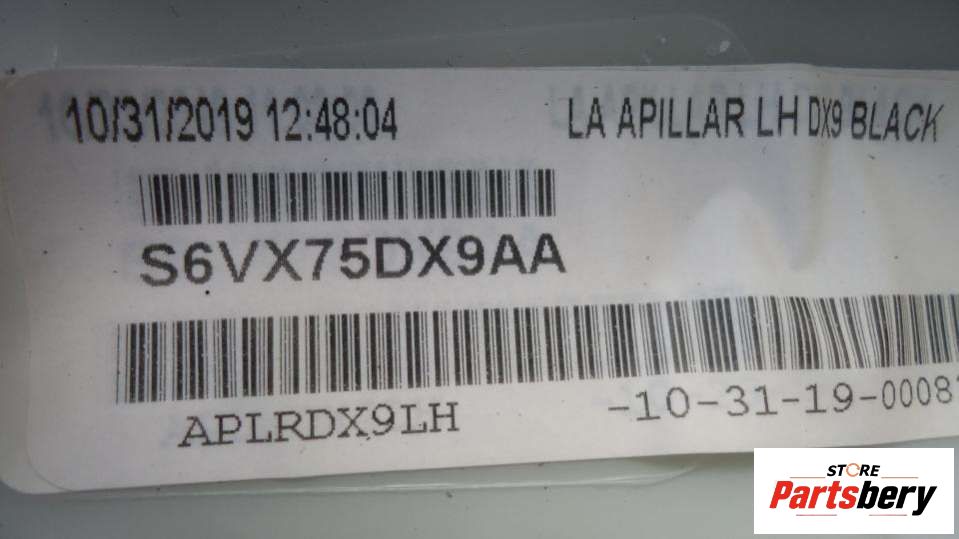 10/31/2019 12:48:04 LA APILLAR LH DX9 BLACK
S6VX75DX9AA
APLRDX9LH -10-31-19-0008
STORE
Partsbery